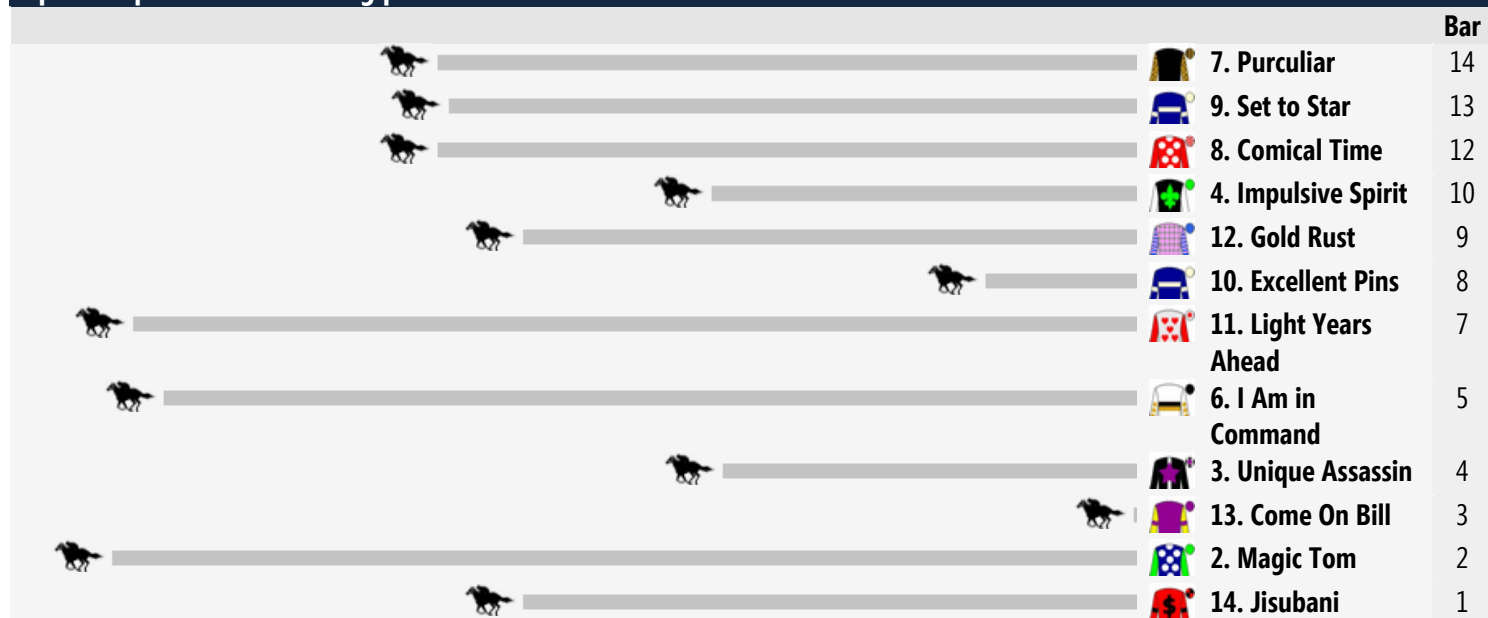 Bar
7. Purculiar 14
9. Set to Star 13
8. Comical Time 12
4. Impulsive Spirit 10
12. Gold Rust 9
10. Excellent Pins 8
11. Light Years 7
Ahead
6. I Am in 5
Command
3. Unique Assassin 4
13. Come On Bill 3
2. Magic Tom 2
$ 14. Jisubani 1